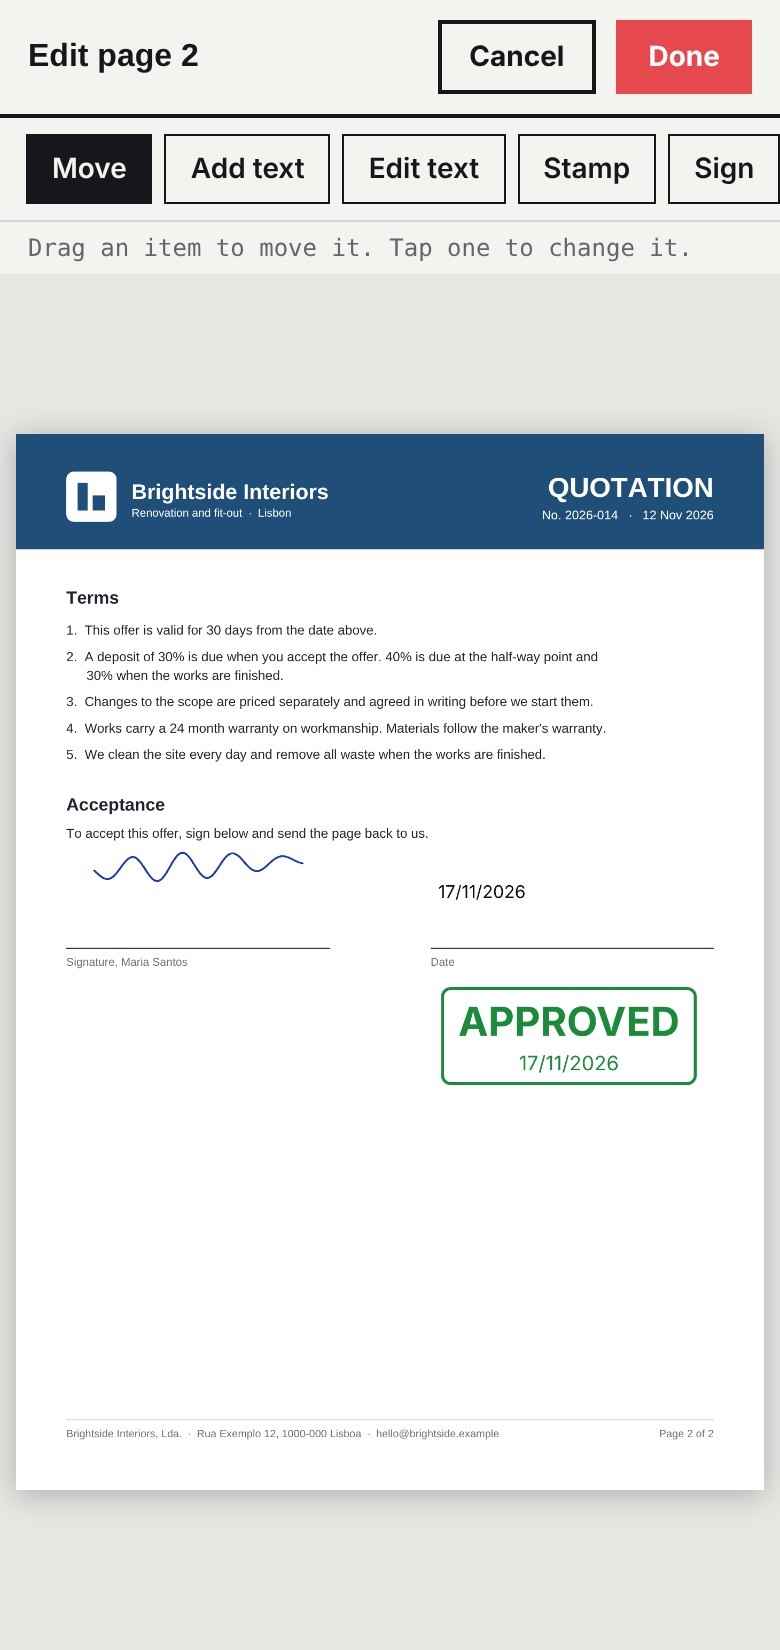 Edit page 2
Cancel
Done
Move
Add text
Edit text
Stamp
Sign
Drag an item to move it. Tap one to change it.
Brightside Interiors
Renovation and fit-out · Lisbon
QUOTATION
No. 2026-014 · 12 Nov 2026
Terms
1. This offer is valid for 30 days from the date above.
2. A deposit of 30% is due when you accept the offer. 40% is due at the half-way point and
30% when the works are finished.
3. Changes to the scope are priced separately and agreed in writing before we start them.
4. Works carry a 24 month warranty on workmanship. Materials follow the maker's warranty.
5. We clean the site every day and remove all waste when the works are finished.
Acceptance
To accept this offer, sign below and send the page back to us.
17/11/2026
Signature, Maria Santos
Date
APPROVED
17/11/2026
Brightside Interiors, Lda. · Rua Exemplo 12, 1000-000 Lisboa · hello@brightside.example
Page 2 of 2